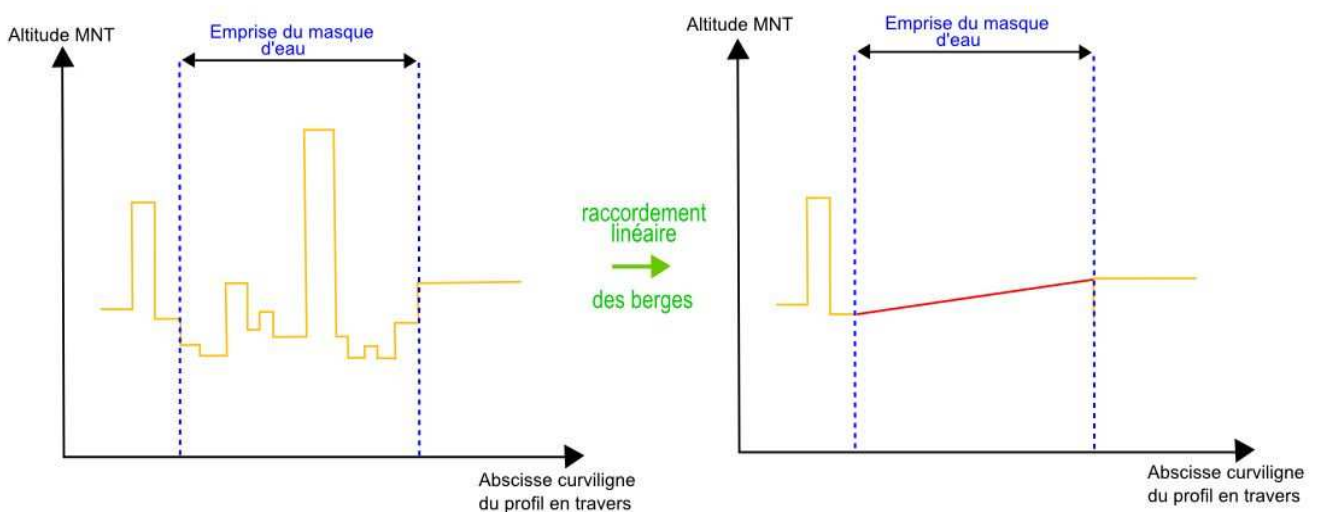 Altitude MNT
Emprise du masque
d'eau
Abscisse curviligne
du profil en travers
raccordement
linéaire
des berges
Altitude MNT
Emprise du masque
d'eau
Abscisse curviligne
du profil en travers